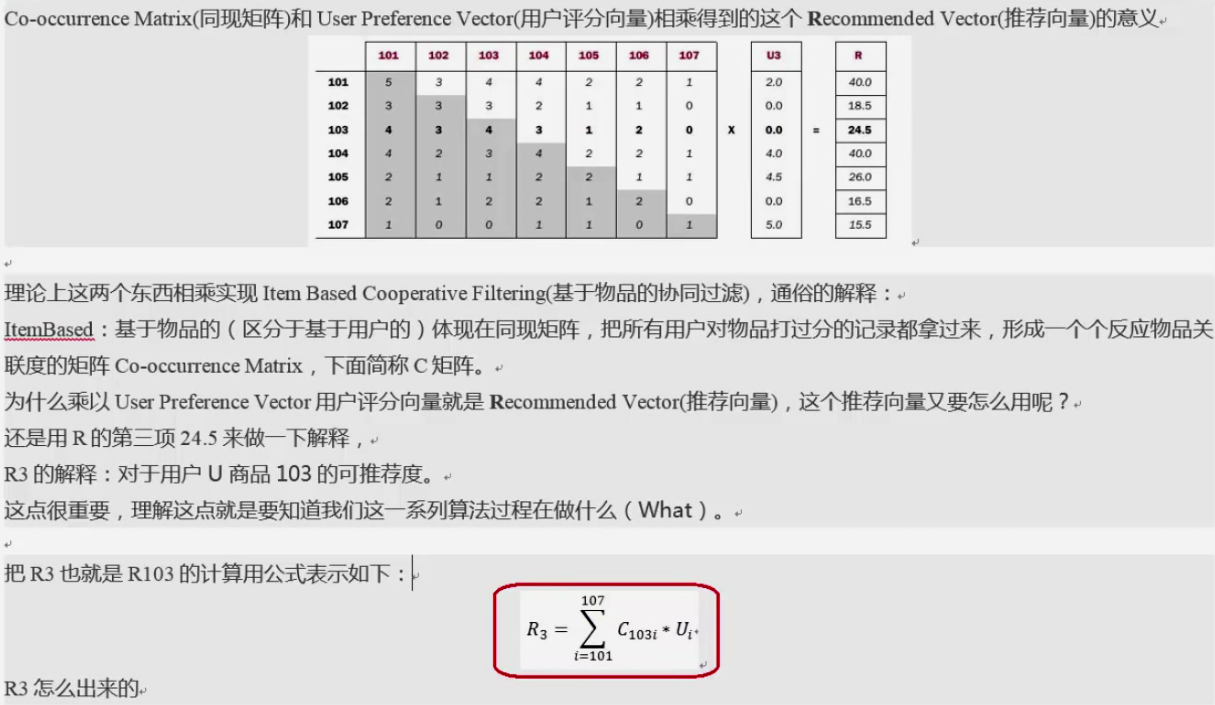 Co-occurrence Matrix(同现矩阵)和 User Preference Vector(用户评分向量)相乘得到的这个 Recommended Vector(推荐向量)的意义
101 102 103 104 105 106 107 U3 R
101 5 3 4 4 2 2 1 2.0 40.0
102 3 3 3 2 1 1 0 0.0 18.5
103 4 3 4 3 1 2 0 X 0.0 = 24.5
104 4 2 3 4 2 2 1 4.0 40.0
105 2 1 1 2 2 1 1 4.5 26.0
106 2 1 2 2 1 2 0 0.0 16.5
107 1 0 0 1 1 0 1 5.0 15.5
理论上这两个东西相乘实现 Item Based Cooperative Filtering(基于物品的协同过滤)，通俗的解释：
ItemBased：基于物品的（区分于基于用户的）体现在同现矩阵，把所有用户对物品打过分的记录都拿过来，形成一个个反应物品关
联度的矩阵 Co-occurrence Matrix，下面简称 C 矩阵。
为什么乘以 User Preference Vector 用户评分向量就是 Recommended Vector(推荐向量)，这个推荐向量又要怎么用呢？
还是用 R 的第三项 24.5 来做一下解释，
R3 的解释：对于用户 U 商品 103 的可推荐度。
这点很重要，理解这点就是要知道我们这一系列算法过程在做什么（What）。
把 R3 也就是 R103 的计算用公式表示如下：
107
R₃ = ∑ C₁₀₃ᵢ * Uᵢ
i=101
R3 怎么出来的